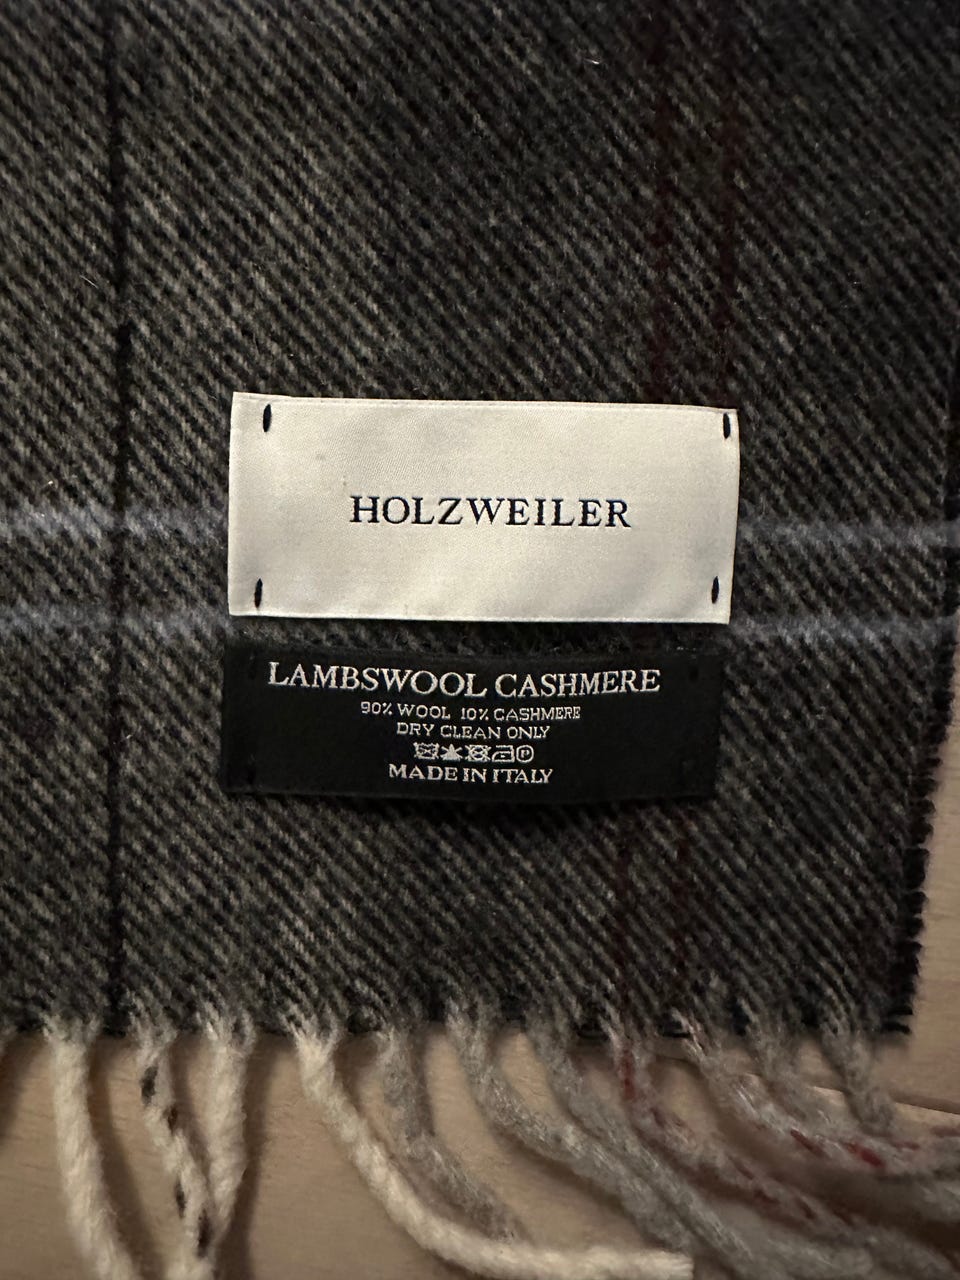 HOLZWEILER
LAMBSWOOL CASHMERE
90% WOOL 10% CASHMERE
DRY CLEAN ONLY
P
MADE IN ITALY